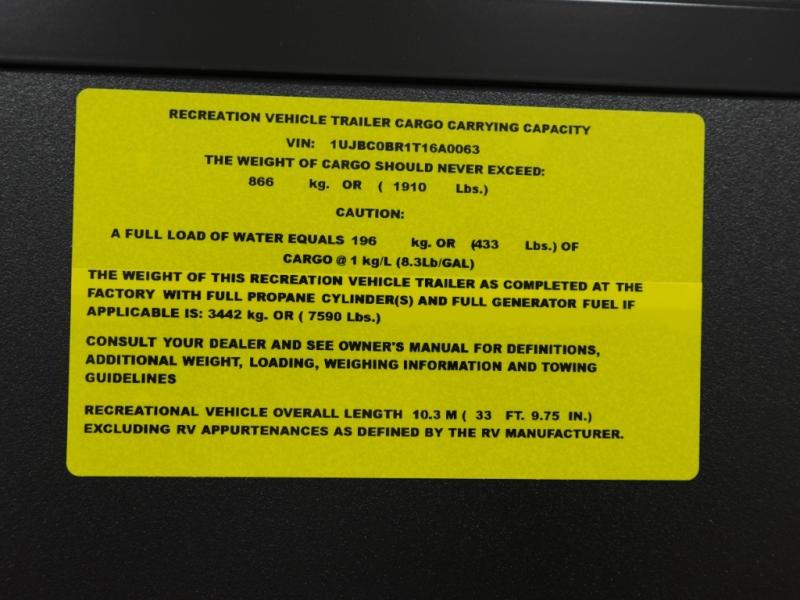 RECREATION VEHICLE TRAILER CARGO CARRYING CAPACITY
VIN: 1UJBC0BR1T16A0063
THE WEIGHT OF CARGO SHOULD NEVER EXCEED:
866 kg. OR ( 1910 Lbs.)
CAUTION:
A FULL LOAD OF WATER EQUALS 196 kg. OR (433 Lbs.) OF
CARGO @ 1 kg/L (8.3Lb/GAL)
THE WEIGHT OF THIS RECREATION VEHICLE TRAILER AS COMPLETED AT THE
FACTORY WITH FULL PROPANE CYLINDER(S) AND FULL GENERATOR FUEL IF
APPLICABLE IS: 3442 kg. OR ( 7590 Lbs.)
CONSULT YOUR DEALER AND SEE OWNER'S MANUAL FOR DEFINITIONS,
ADDITIONAL WEIGHT, LOADING, WEIGHING INFORMATION AND TOWING
GUIDELINES
RECREATIONAL VEHICLE OVERALL LENGTH 10.3 M ( 33 FT. 9.75 IN.)
EXCLUDING RV APPURTENANCES AS DEFINED BY THE RV MANUFACTURER.